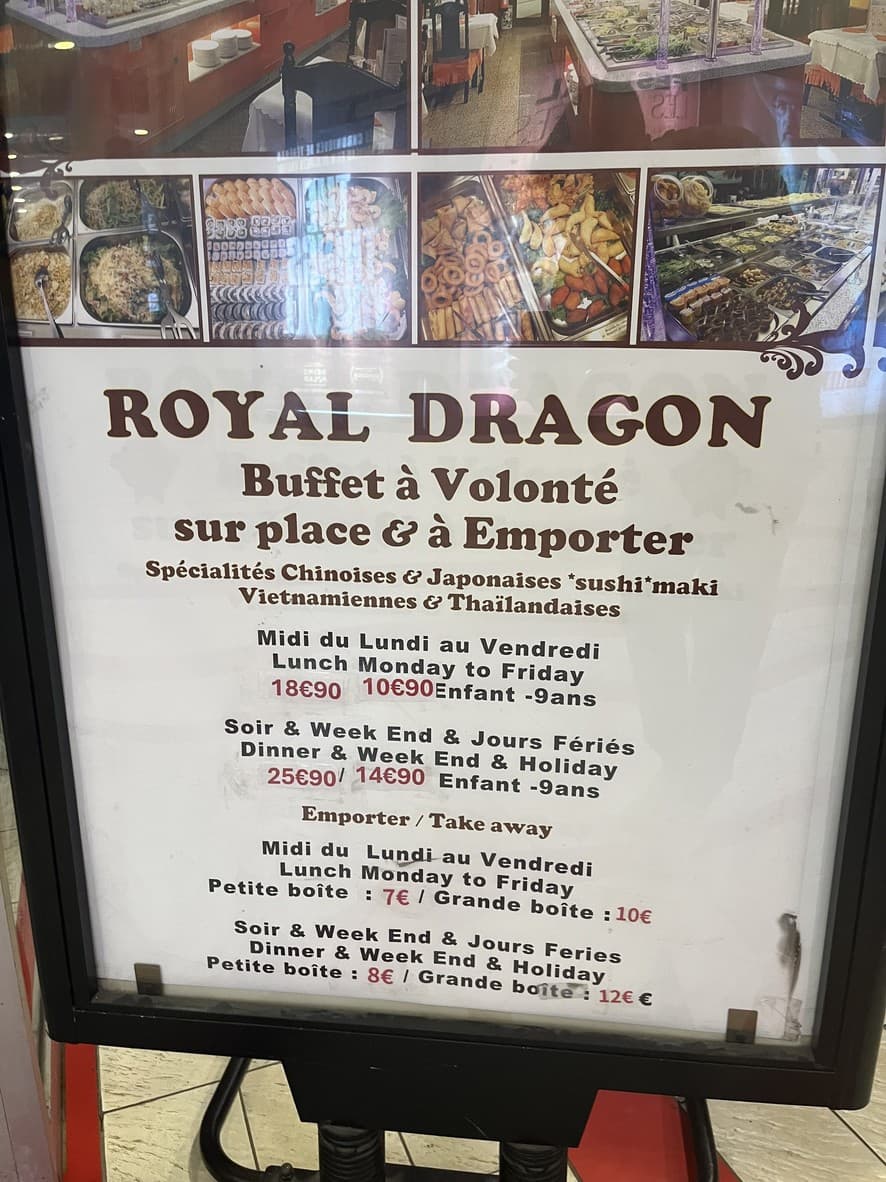 ROYAL DRAGON
Buffet à Volonté
sur place & à Emporter
Spécialités Chinoises & Japonaises *sushi*maki
Vietnamiennes & Thaïlandaises
Midi du Lundi au Vendredi
Lunch Monday to Friday
18€90 10€90 Enfant -9ans
Soir & Week End & Jours Fériés
Dinner & Week End & Holiday
25€90/ 14€90 Enfant -9ans
Emporter / Take away
Midi du Lundi au Vendredi
Lunch Monday to Friday
Petite boîte : 7€ / Grande boîte : 10€
Soir & Week End & Jours Feries
Dinner & Week End & Holiday
Petite boîte : 8€ / Grande boîte : 12€ €